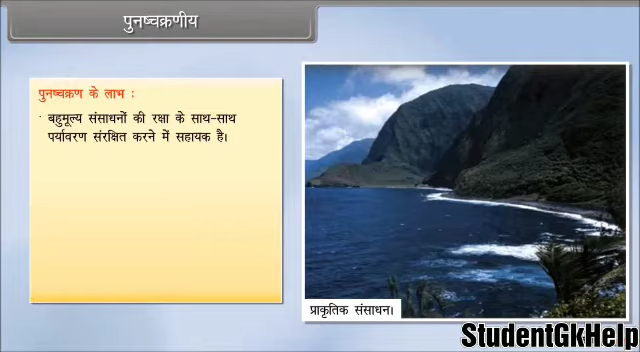 पुनष्चक्रणीय
पुनष्चक्रण के लाभ :
· बहुमूल्य संसाधनों की रक्षा के साथ-साथ
पर्यावरण संरक्षित करने में सहायक है।
प्राकृतिक संसाधन।
StudentGkHelp